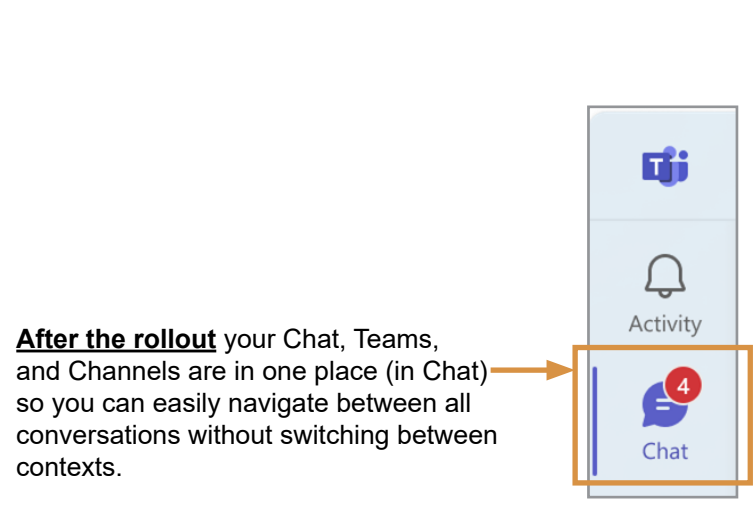 T
Activity
After the rollout your Chat, Teams,
and Channels are in one place (in Chat)
so you can easily navigate between all
conversations without switching between
contexts.
4
Chat